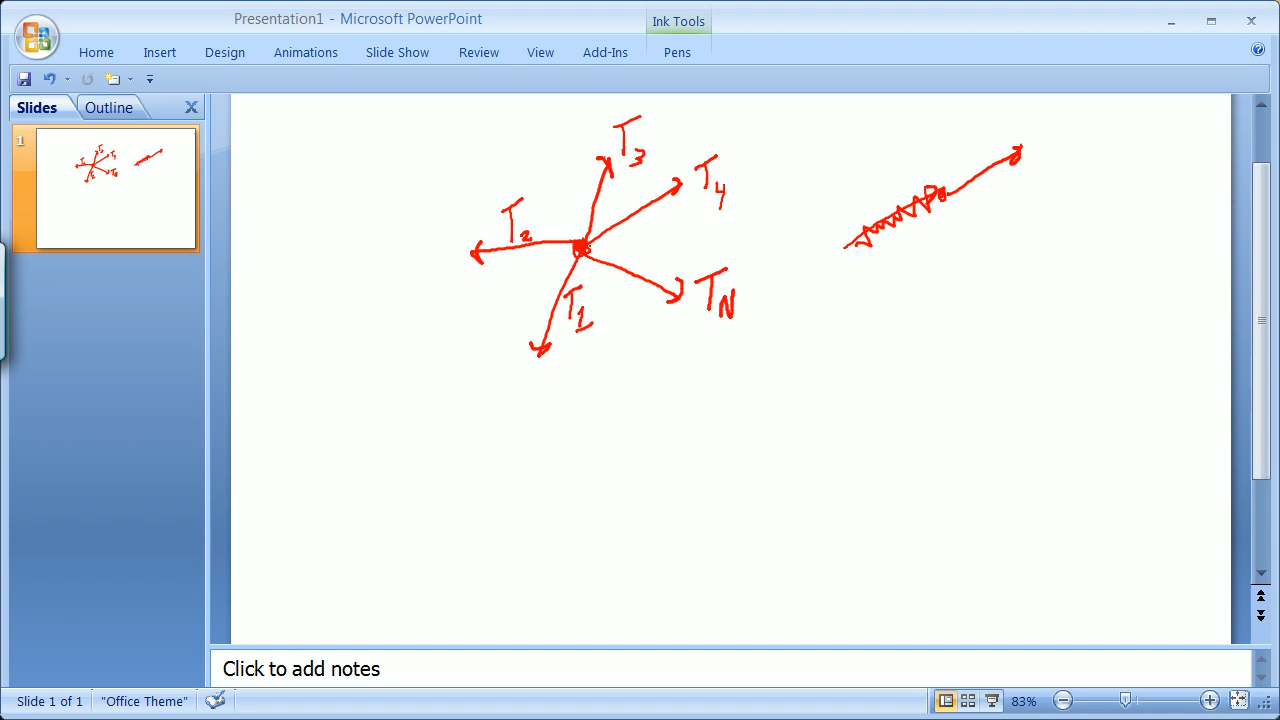 Presentation1 - Microsoft PowerPoint
Ink Tools
Home Insert Design Animations Slide Show Review View Add-Ins Pens
Slides Outline
1
T3
T4
T2
TN
T1
Click to add notes
Slide 1 of 1 "Office Theme" 83%